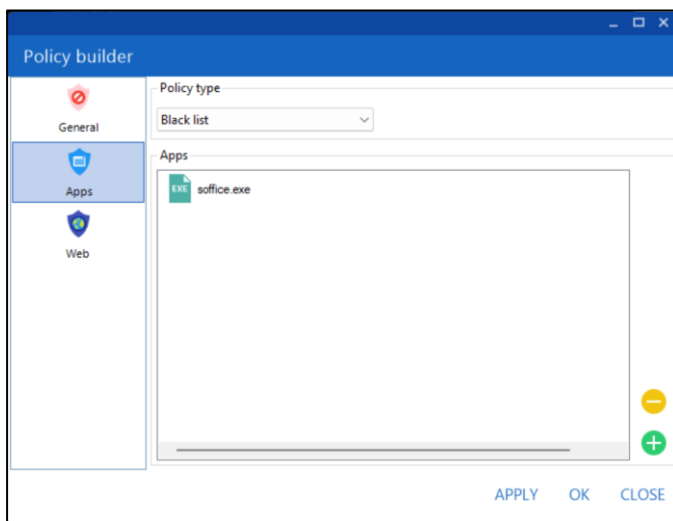 Policy builder
General
Apps
Web
Policy type
Black list
Apps
EXE soffice.exe
APPLY OK CLOSE